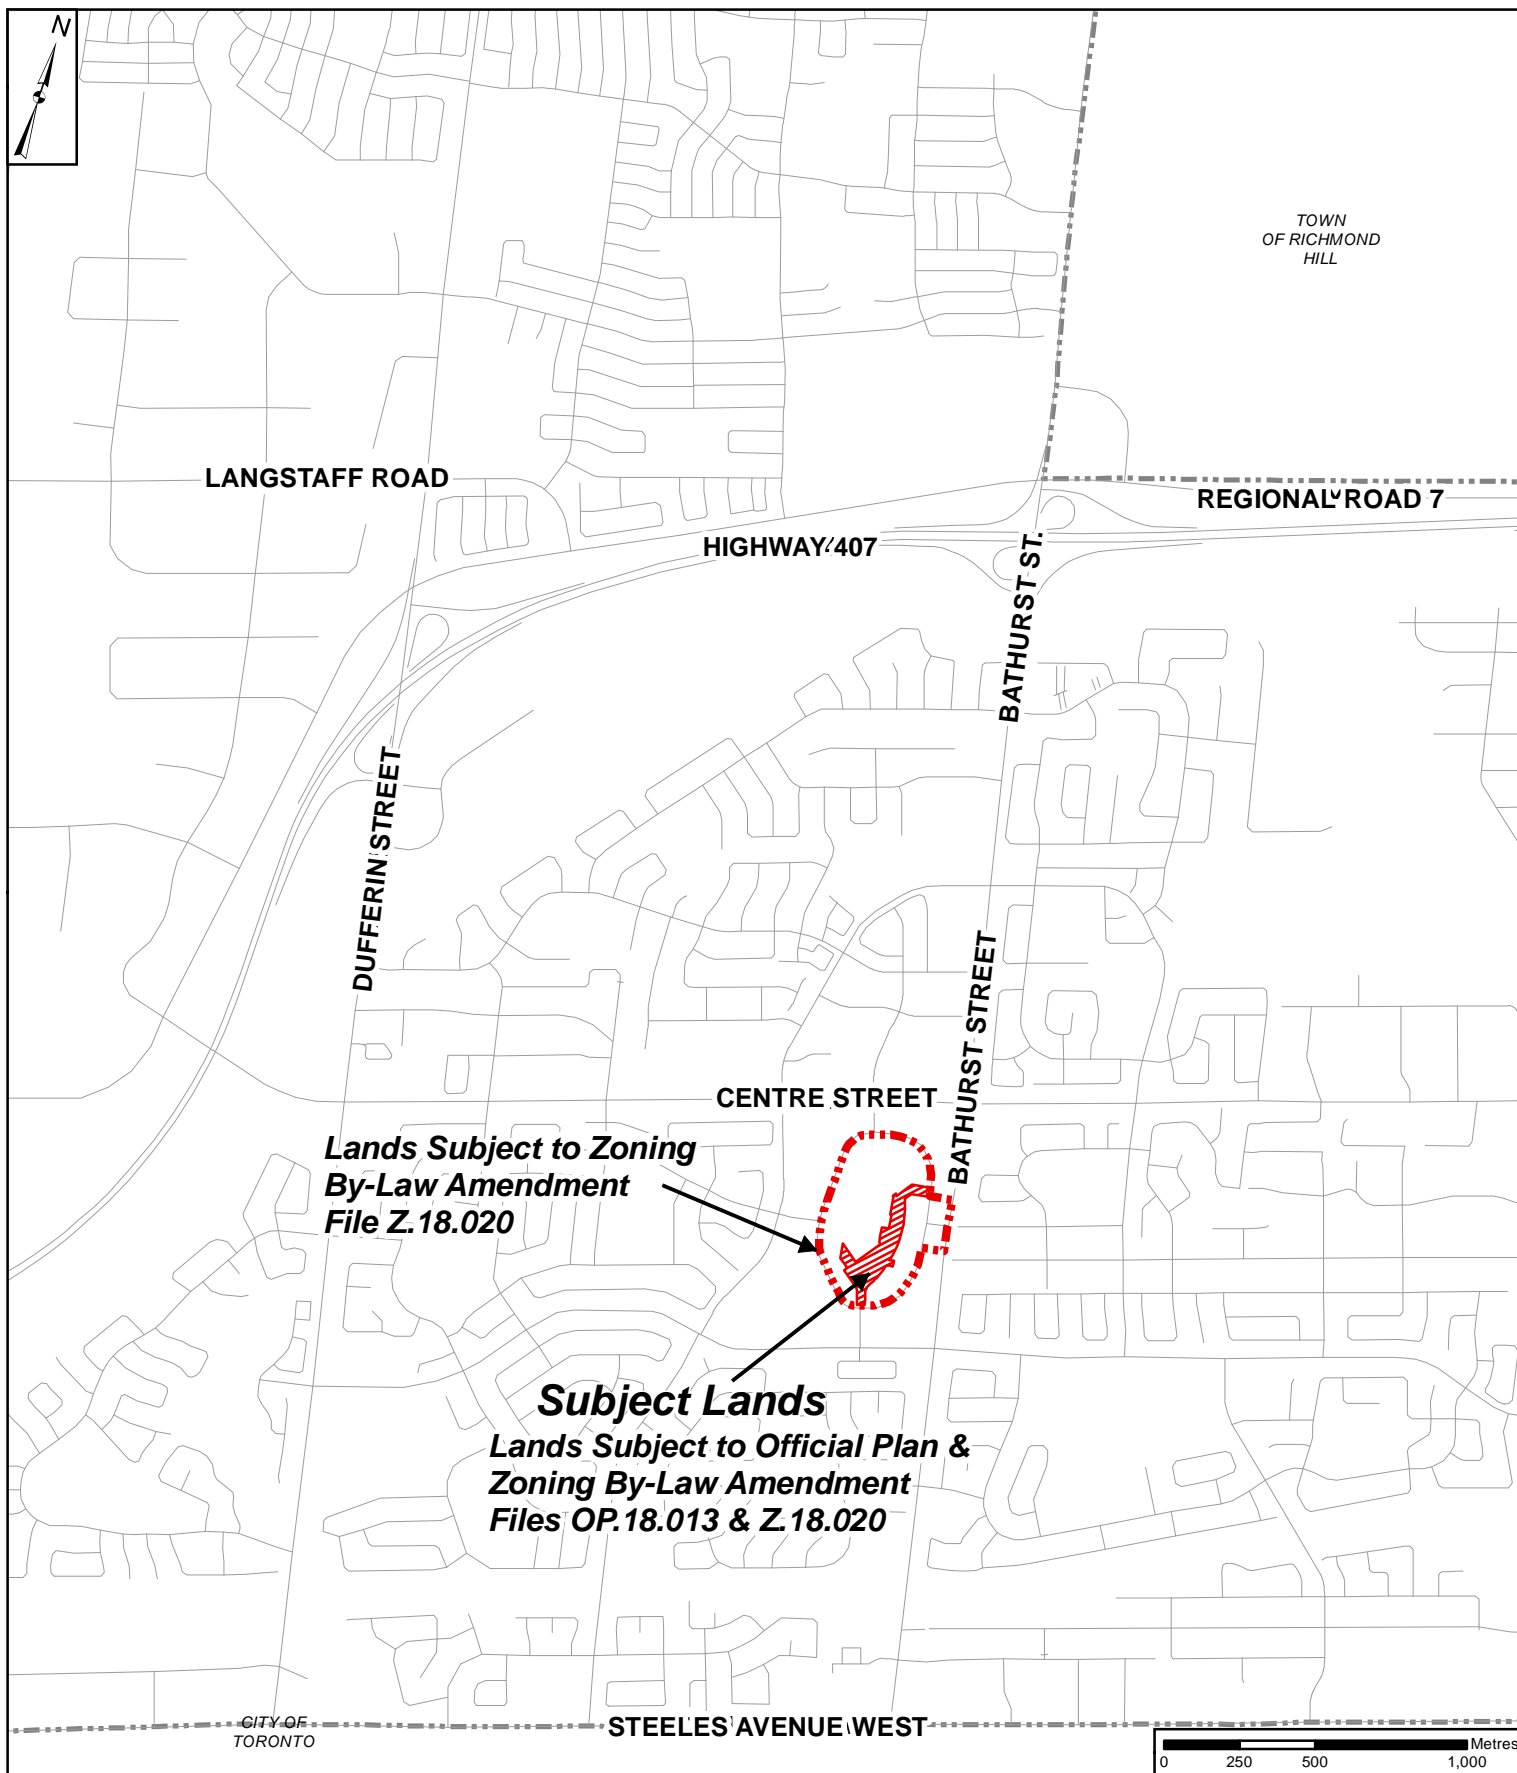 N
TOWN
OF RICHMOND
HILL
LANGSTAFF ROAD
REGIONAL ROAD 7
HIGHWAY 407
BATHURST ST.
DUFFERIN STREET
BATHURST STREET
CENTRE STREET
Lands Subject to Zoning
By-Law Amendment
File Z.18.020
Subject Lands
Lands Subject to Official Plan &
Zoning By-Law Amendment
Files OP.18.013 & Z.18.020
CITY OF
TORONTO
STEELES AVENUE WEST
Metres
0 250 500 1,000